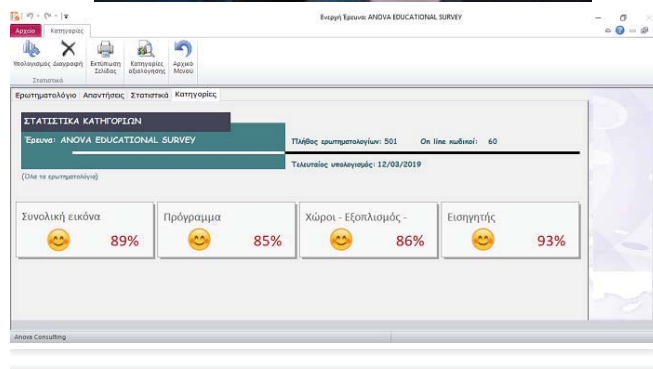 Ενεργή Έρευνα: ANOVA EDUCATIONAL SURVEY
Αρχείο Κατηγορίες
Υπολογισμός Διαγραφή Εκτύπωση Σελίδας Κατηγορίες αξιολόγησης Αρχικό Μενού
Στατιστικά
Ερωτηματολόγιο Απαντήσεις Στατιστικά Κατηγορίες
ΣΤΑΤΙΣΤΙΚΑ ΚΑΤΗΓΟΡΙΩΝ
Έρευνα: ANOVA EDUCATIONAL SURVEY
Πλήθος ερωτηματολογίων: 501 On line κωδικοί: 60
Τελευταίος υπολογισμός: 12/03/2019
(Όλα τα ερωτηματολόγια)
Συνολική εικόνα Πρόγραμμα Χώροι - Εξοπλισμός - Εισηγητής
89% 85% 86% 93%
Anova Consulting